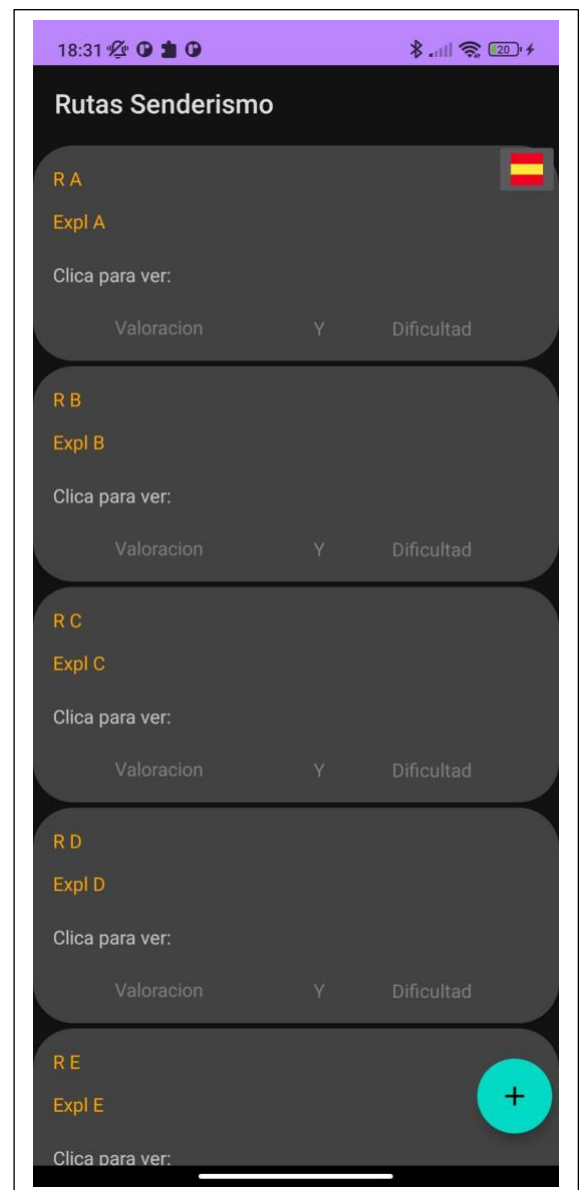 18:31 20
Rutas Senderismo
R A
Expl A
Clica para ver:
Valoracion Y Dificultad
R B
Expl B
Clica para ver:
Valoracion Y Dificultad
R C
Expl C
Clica para ver:
Valoracion Y Dificultad
R D
Expl D
Clica para ver:
Valoracion Y Dificultad
R E
Expl E
+
Clica para ver: